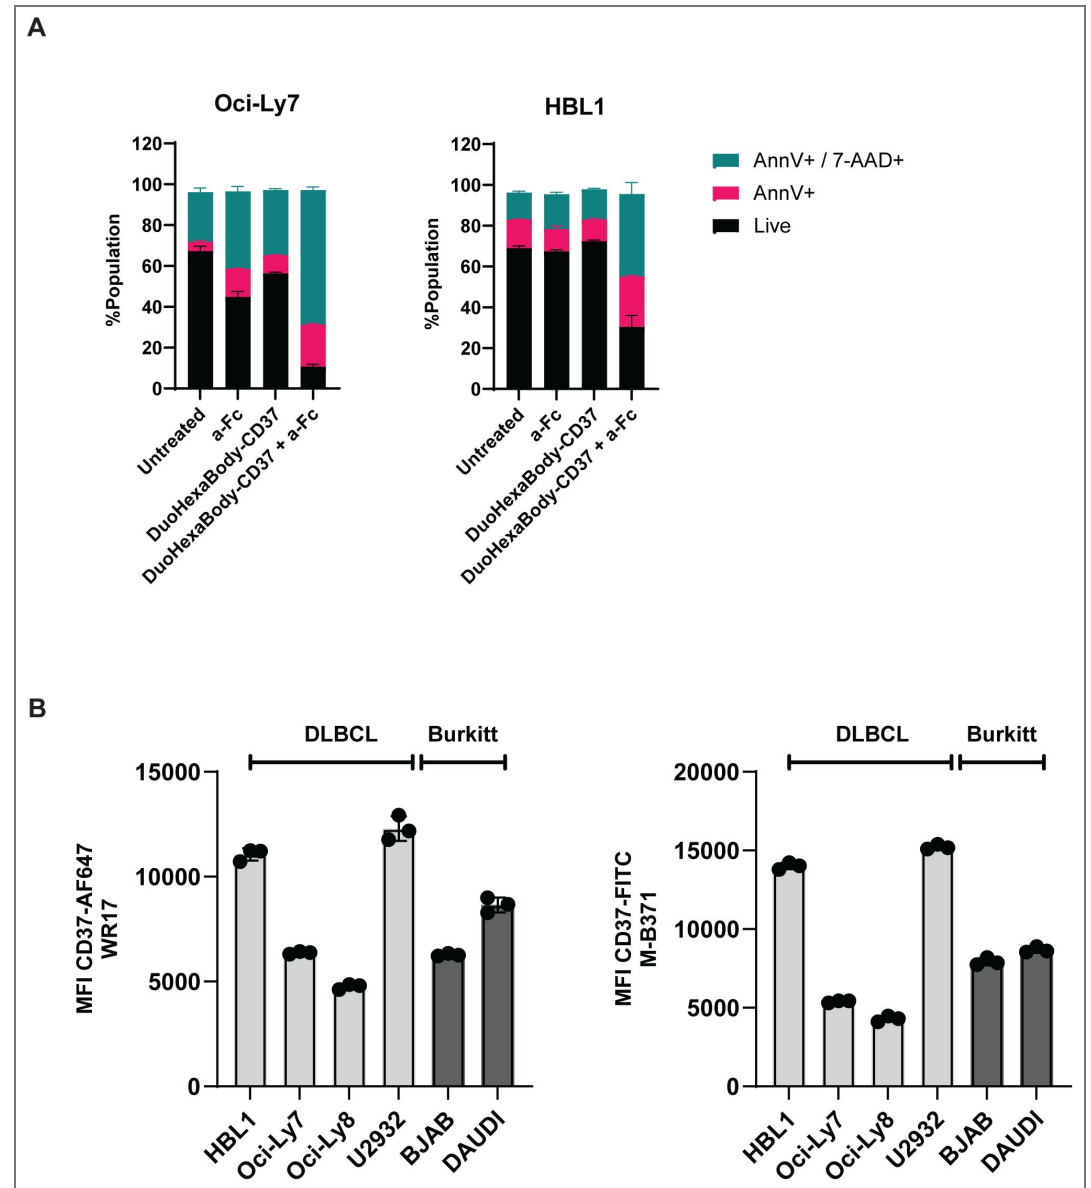 A
Oci-Ly7
HBL1
120
100
80
60
40
20
0
%Population
Untreated
a-Fc
DuoHexaBody-CD37
DuoHexaBody-CD37 + a-Fc
120
100
80
60
40
20
0
%Population
Untreated
a-Fc
DuoHexaBody-CD37
DuoHexaBody-CD37 + a-Fc
AnnV+ / 7-AAD+
AnnV+
Live
B
DLBCL
Burkitt
15000
10000
5000
0
MFI CD37-AF647
WR17
HBL1
Oci-Ly7
Oci-Ly8
U2932
BJAB
DAUDI
DLBCL
Burkitt
20000
15000
10000
5000
0
MFI CD37-FITC
M-B371
HBL1
Oci-Ly7
Oci-Ly8
U2932
BJAB
DAUDI